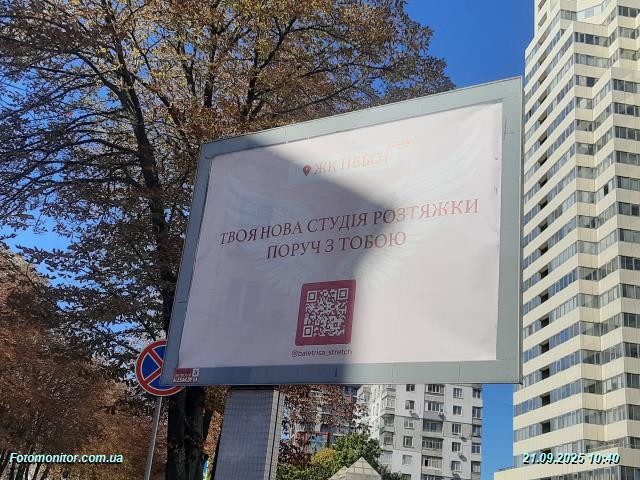 ЖК НЕБО
ТВОЯ НОВА СТУДІЯ РОЗТЯЖКИ
ПОРУЧ З ТОБОЮ
@baletrisa_stretch
Fotomonitor.com.ua
21.09.2025 10:40